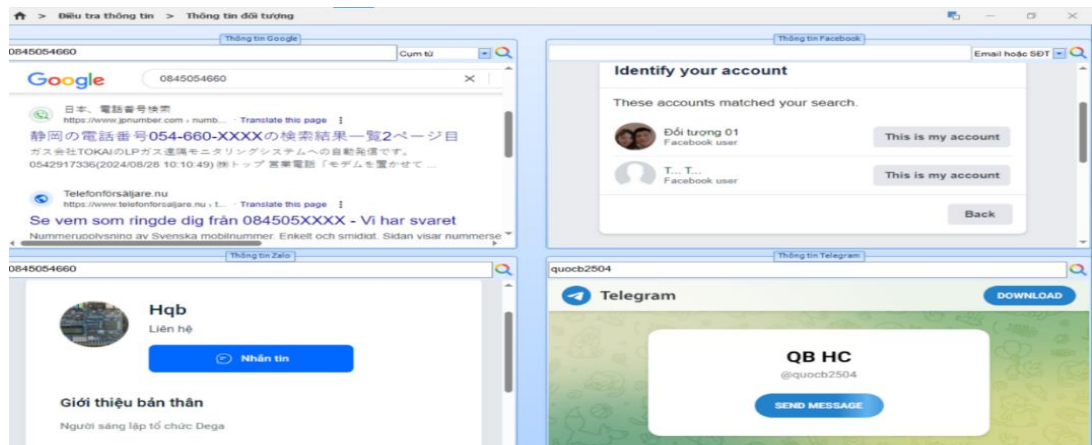 > Điều tra thông tin > Thông tin đối tượng
Thông tin Google
0845054660 Cụm từ
Google 0845054660
日本、電話番号検索
https://www.jpnumber.com › numb... Translate this page
静岡の電話番号054-660-XXXXの検索結果一覧2ページ目
ガス会社TOKAIのLPガス遠隔モニタリングシステムへの自動発信です。
0542917336(2024/08/28 10:10:49) ㈱トップ 営業電話「モデムを置かせて ...
Telefonförsäljare.nu
https://www.telefonforsaljare.nu › t... Translate this page
Se vem som ringde dig från 084505XXXX - Vi har svaret
Nummerupplysning av Svenska mobilnummer. Enkelt och smidigt. Sidan visar nummerse
Thông tin Facebook
Email hoặc SĐT
Identify your account
These accounts matched your search.
Đối tượng 01
Facebook user
This is my account
T... T...
Facebook user
This is my account
Back
Thông tin Zalo
0845054660
Hqb
Liên hệ
Nhắn tin
Giới thiệu bản thân
Người sáng lập tổ chức Dega
Thông tin Telegram
quocb2504
Telegram DOWNLOAD
QB HC
@quocb2504
SEND MESSAGE